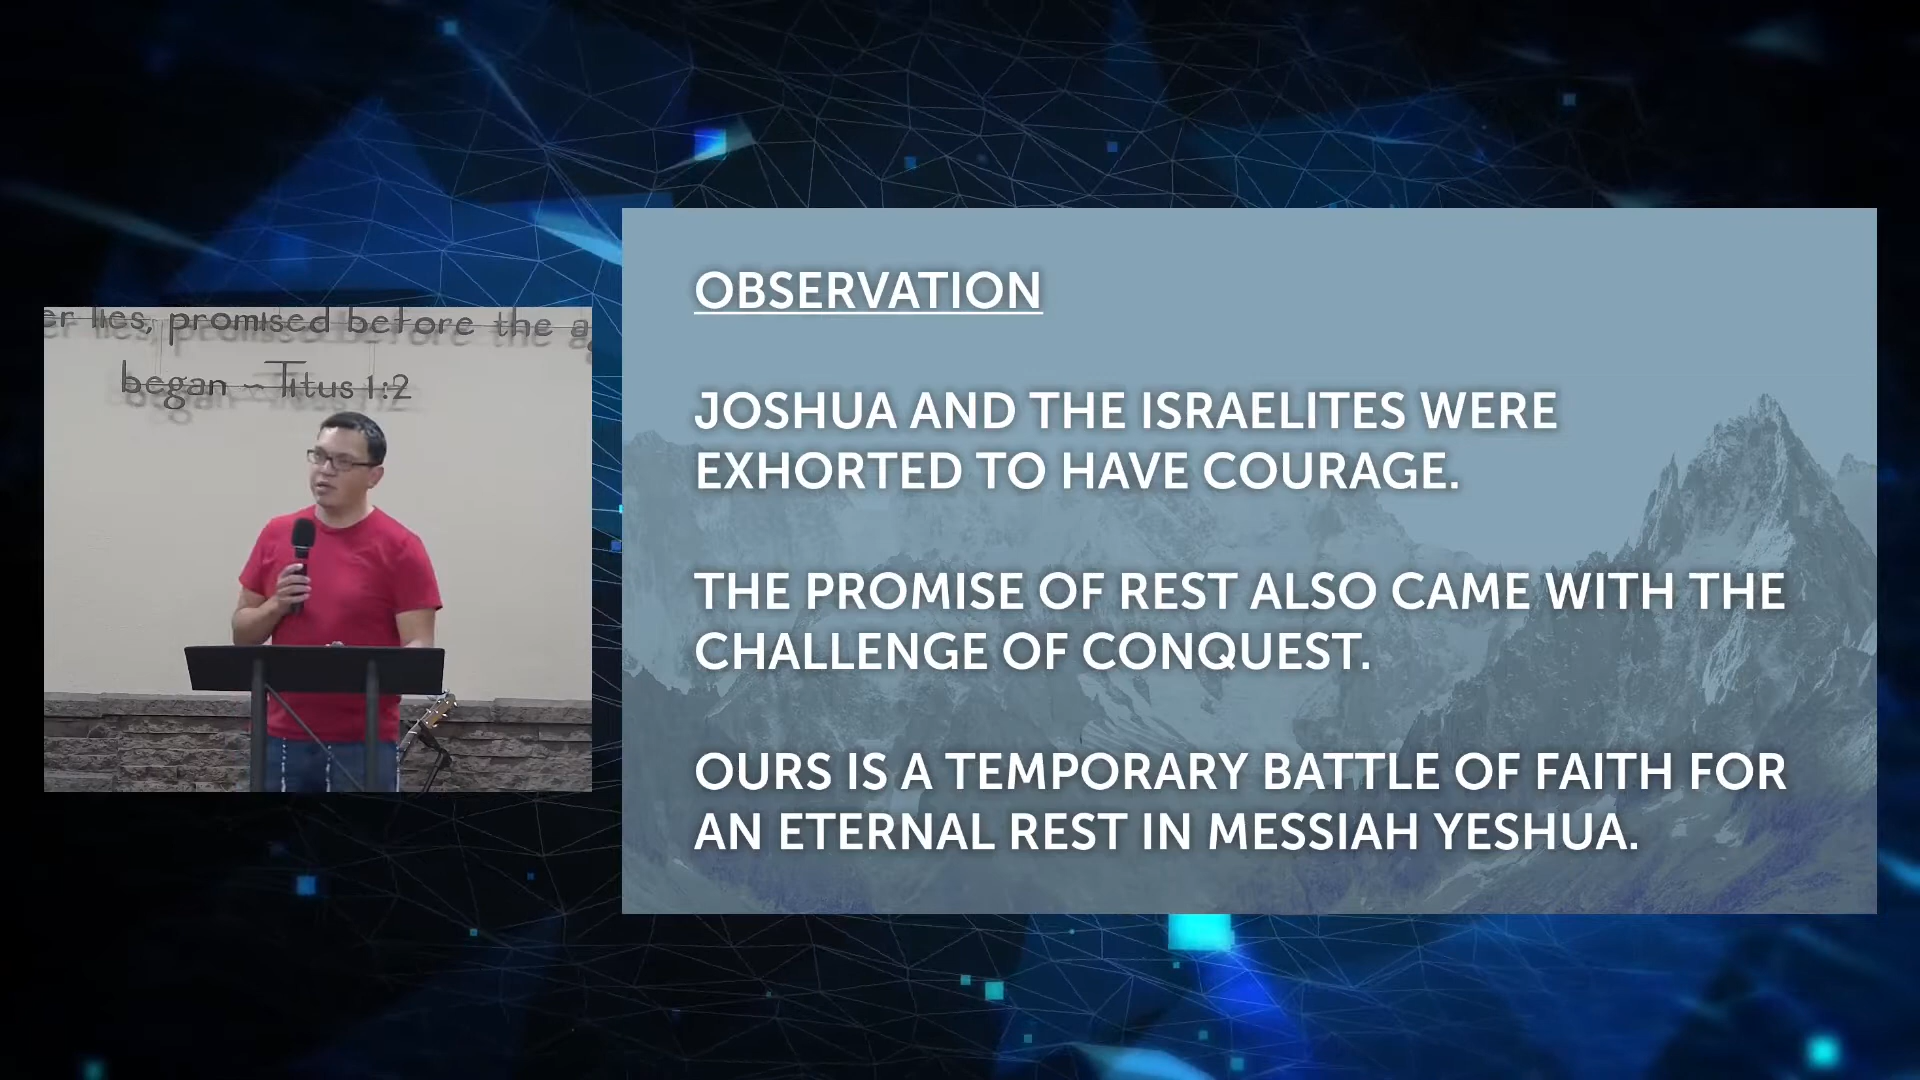 er lies, promised before the a
began ~ Titus 1:2
OBSERVATION
JOSHUA AND THE ISRAELITES WERE
EXHORTED TO HAVE COURAGE.
THE PROMISE OF REST ALSO CAME WITH THE
CHALLENGE OF CONQUEST.
OURS IS A TEMPORARY BATTLE OF FAITH FOR
AN ETERNAL REST IN MESSIAH YESHUA.